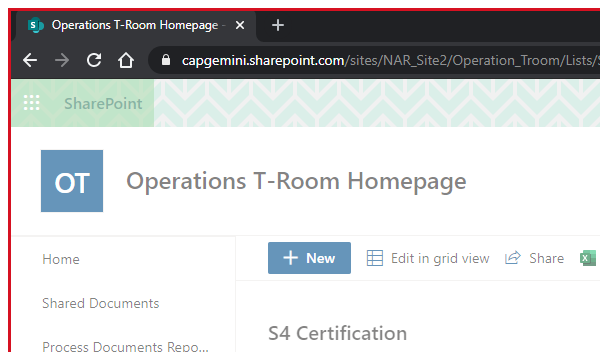 Operations T-Room Homepage -
capgemini.sharepoint.com/sites/NAR_Site2/Operation_Troom/Lists/S
SharePoint
OT
Operations T-Room Homepage
Home
New
Edit in grid view
Share
Shared Documents
S4 Certification
Process Documents Repo...